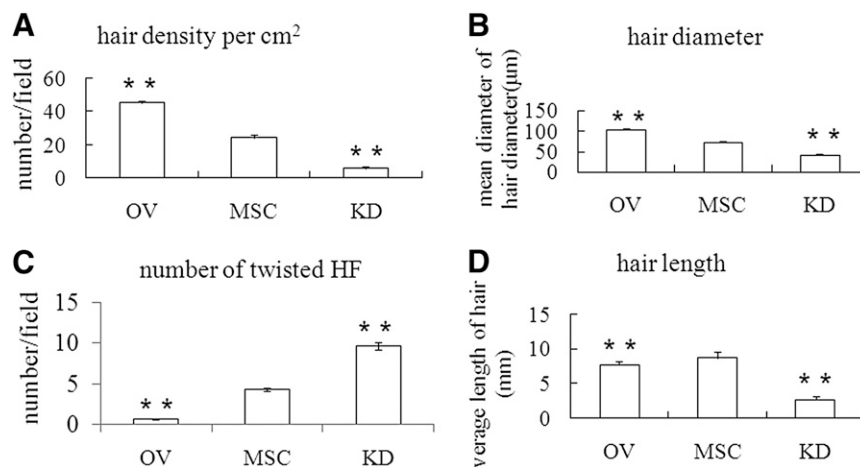 A
hair density per cm²
number/field
60
40
20
0
* *
* *
OV MSC KD
B
hair diameter
mean diameter of
hair diameter(μm)
150
100
50
0
* *
* *
OV MSC KD
C
number of twisted HF
number/field
15
10
5
0
* *
* *
OV MSC KD
D
hair length
verage length of hair
(mm)
15
10
5
0
* *
* *
OV MSC KD